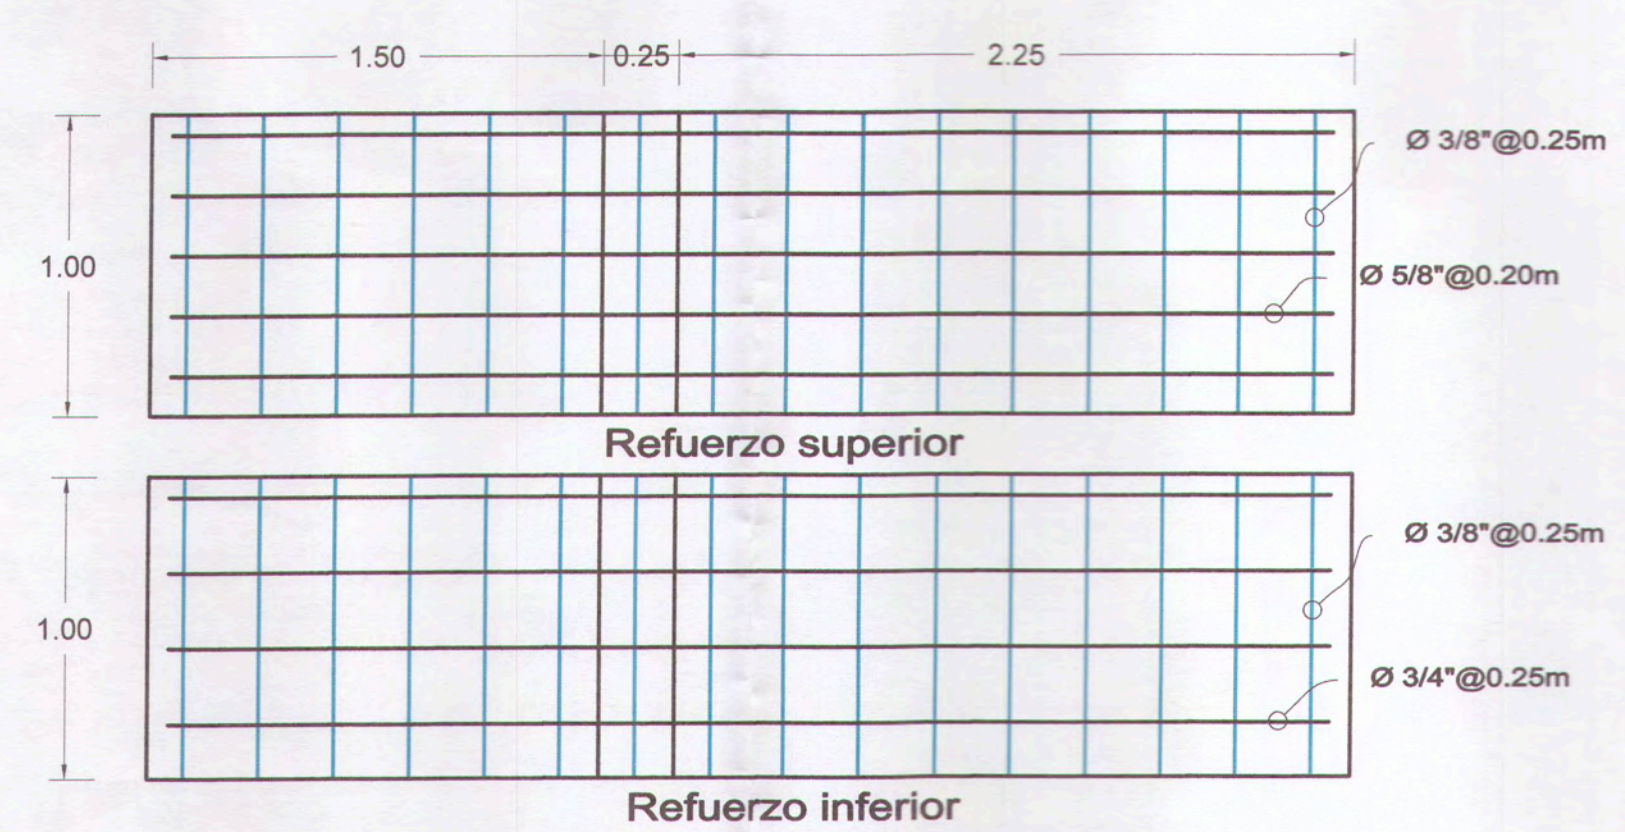 1.50 0.25 2.25
Ø 3/8"@0.25m
1.00
Ø 5/8"@0.20m
Refuerzo superior
Ø 3/8"@0.25m
1.00
Ø 3/4"@0.25m
Refuerzo inferior